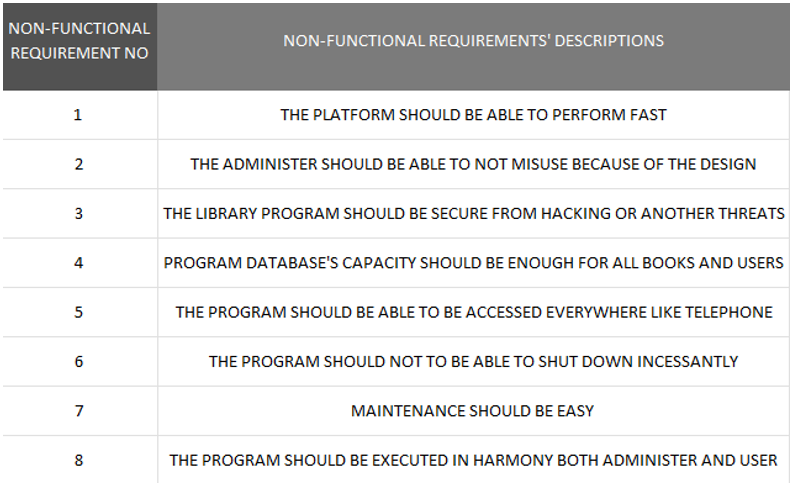 NON-FUNCTIONAL
REQUIREMENT NO
NON-FUNCTIONAL REQUIREMENTS' DESCRIPTIONS
1
THE PLATFORM SHOULD BE ABLE TO PERFORM FAST
2
THE ADMINISTER SHOULD BE ABLE TO NOT MISUSE BECAUSE OF THE DESIGN
3
THE LIBRARY PROGRAM SHOULD BE SECURE FROM HACKING OR ANOTHER THREATS
4
PROGRAM DATABASE'S CAPACITY SHOULD BE ENOUGH FOR ALL BOOKS AND USERS
5
THE PROGRAM SHOULD BE ABLE TO BE ACCESSED EVERYWHERE LIKE TELEPHONE
6
THE PROGRAM SHOULD NOT TO BE ABLE TO SHUT DOWN INCESSANTLY
7
MAINTENANCE SHOULD BE EASY
8
THE PROGRAM SHOULD BE EXECUTED IN HARMONY BOTH ADMINISTER AND USER